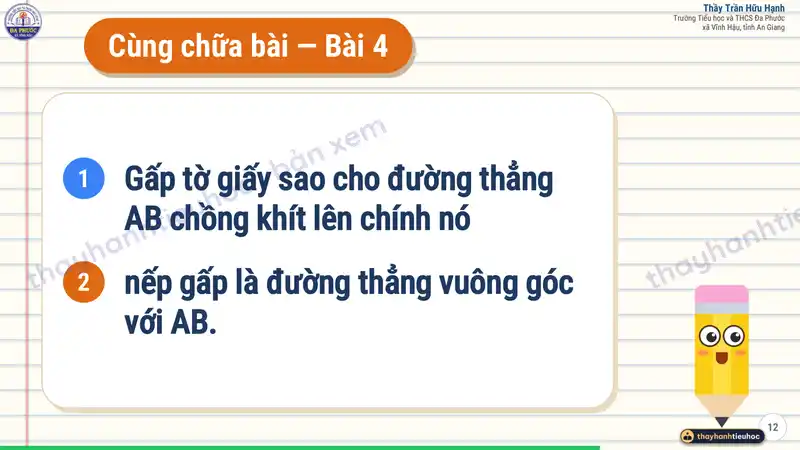 Thầy Trần Hữu Hạnh
Trường Tiểu học và THCS Đa Phước
xã Vĩnh Hậu, tỉnh An Giang
ĐA PHƯỚC
Cùng chữa bài – Bài 4
1 Gấp tờ giấy sao cho đường thẳng
AB chồng khít lên chính nó
2 nếp gấp là đường thẳng vuông góc
với AB.
thayhanhtieuhoc
12